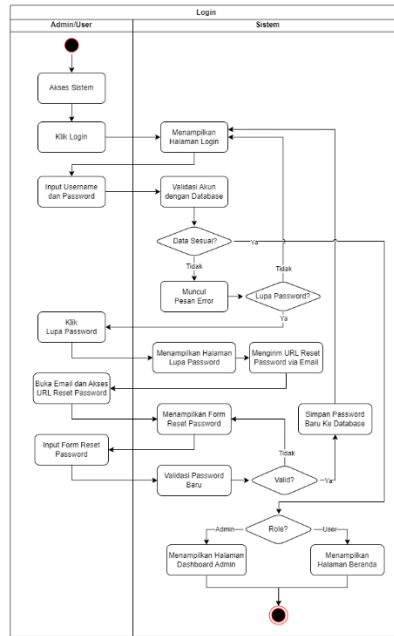 Login
Admin/User
Sistem
Akses Sistem
Klik Login
Menampilkan
Halaman Login
Input Username
dan Password
Validasi Akun
dengan Database
Data Sesuai?
Ya
Tidak
Tidak
Muncul
Pesan Error
Lupa Password?
Ya
Klik
Lupa Password
Menampilkan Halaman
Lupa Password
Mengirim URL Reset
Password via Email
Buka Email dan Akses
URL Reset Password
Menampilkan Form
Reset Password
Simpan Password
Baru Ke Database
Input Form Reset
Password
Tidak
Validasi Password
Baru
Valid?
Ya
Admin
Role?
User
Menampilkan Halaman
Dashboard Admin
Menampilkan
Halaman Beranda